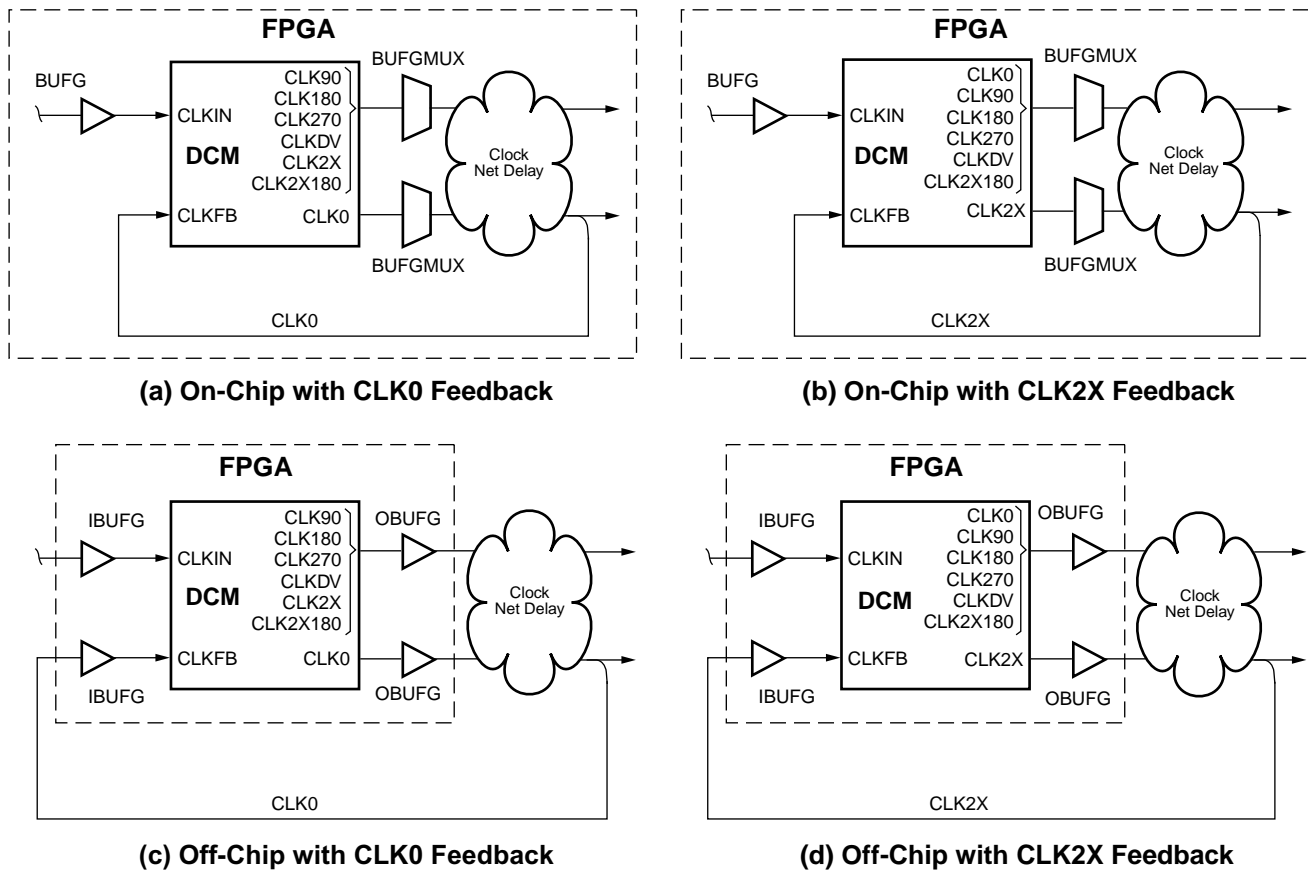 FPGA
BUFG
CLKIN
DCM
CLKFB
CLK90
CLK180
CLK270
CLKDV
CLK2X
CLK2X180
CLK0
BUFGMUX
BUFGMUX
Clock
Net Delay
CLK0
(a) On-Chip with CLK0 Feedback
FPGA
BUFG
CLKIN
DCM
CLKFB
CLK0
CLK90
CLK180
CLK270
CLKDV
CLK2X180
CLK2X
BUFGMUX
BUFGMUX
Clock
Net Delay
CLK2X
(b) On-Chip with CLK2X Feedback
FPGA
IBUFG
IBUFG
CLKIN
DCM
CLKFB
CLK90
CLK180
CLK270
CLKDV
CLK2X
CLK2X180
CLK0
OBUFG
OBUFG
Clock
Net Delay
CLK0
(c) Off-Chip with CLK0 Feedback
FPGA
IBUFG
IBUFG
CLKIN
DCM
CLKFB
CLK0
CLK90
CLK180
CLK270
CLKDV
CLK2X180
CLK2X
OBUFG
OBUFG
Clock
Net Delay
CLK2X
(d) Off-Chip with CLK2X Feedback